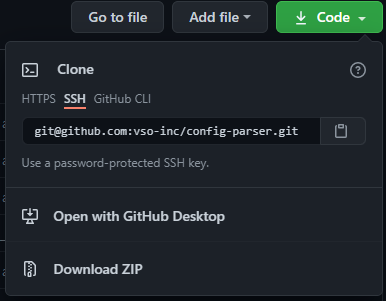 Go to file
Add file
Code
Clone
HTTPS SSH GitHub CLI
git@github.com:vso-inc/config-parser.git
Use a password-protected SSH key.
Open with GitHub Desktop
Download ZIP